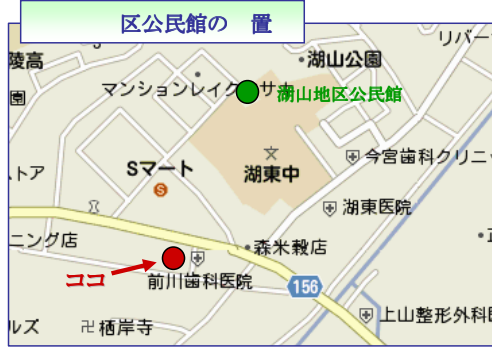 区公民館の 置
リバー
陵高
湖山公園
園
マンションレイク
サ
湖山地区公民館
Sマート
文
今宮歯科クリニ
ストア
湖東中
S
湖東医院
ニング店
森米穀店
ココ
前川歯科医院
156
上山整形外科
ルズ
卍栖岸寺